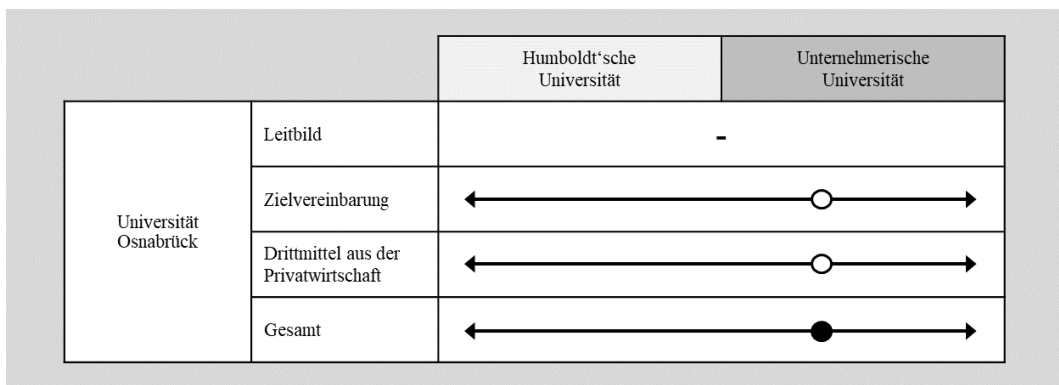 Humboldt‘sche
Universität
Unternehmerische
Universität
Universität
Osnabrück
Leitbild
-
Zielvereinbarung
Drittmittel aus der
Privatwirtschaft
Gesamt